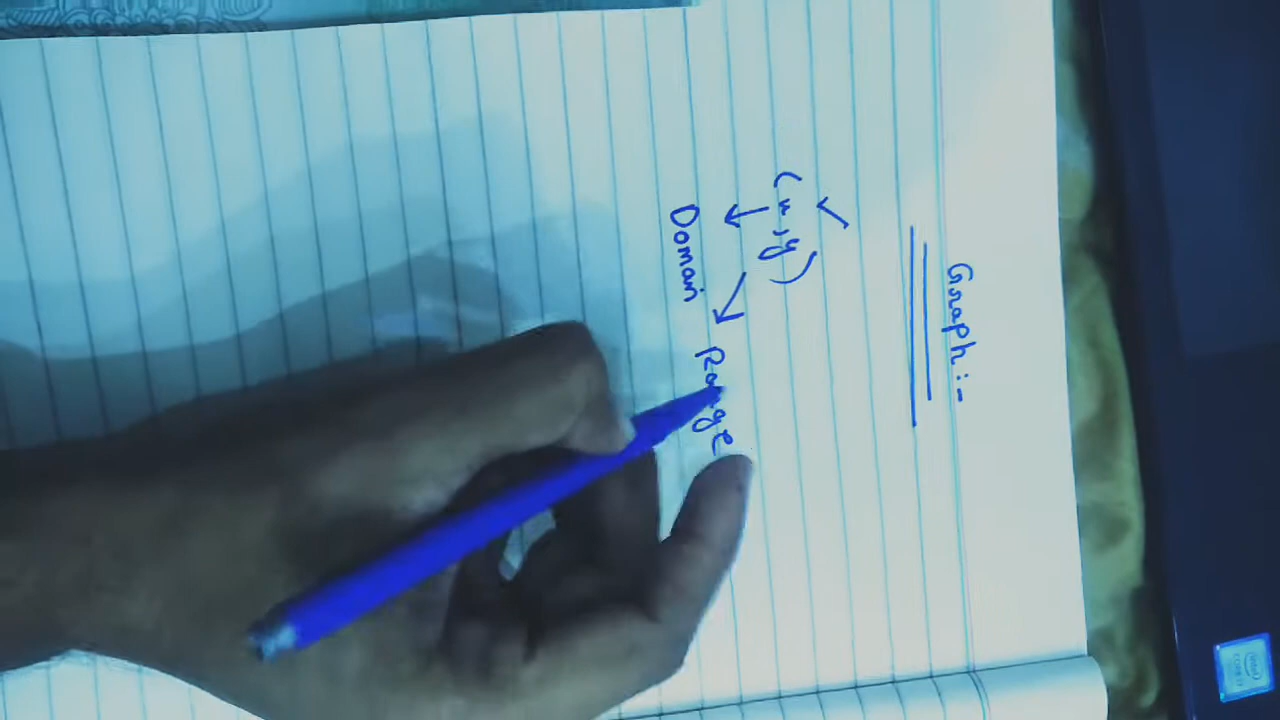 Graph :-
(x,y)
Domain Range